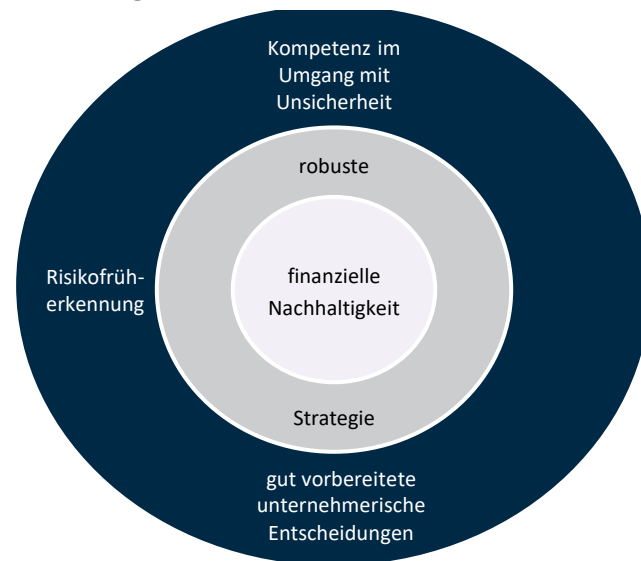 Kompetenz im
Umgang mit
Unsicherheit
robuste
Risikofrüh-
erkennung
finanzielle
Nachhaltigkeit
Strategie
gut vorbereitete
unternehmerische
Entscheidungen